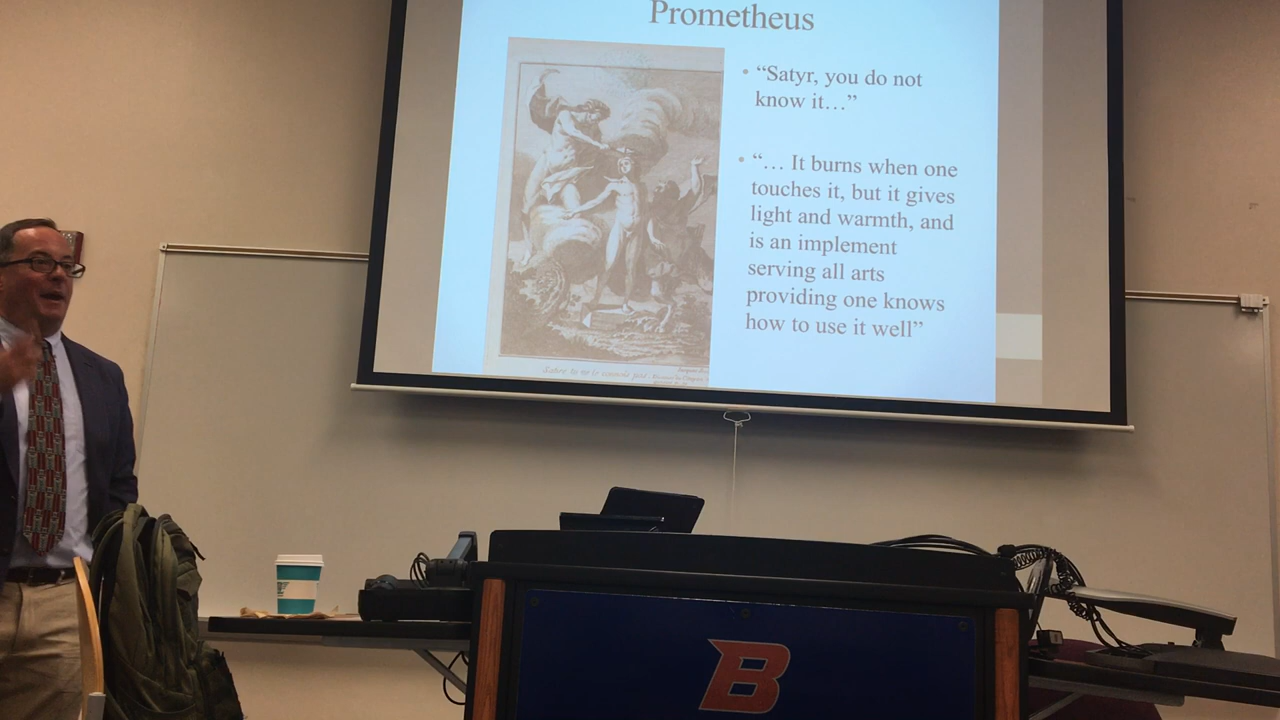 Prometheus
• “Satyr, you do not
know it…”
• “… It burns when one
touches it, but it gives
light and warmth, and
is an implement
serving all arts
providing one knows
how to use it well”
B